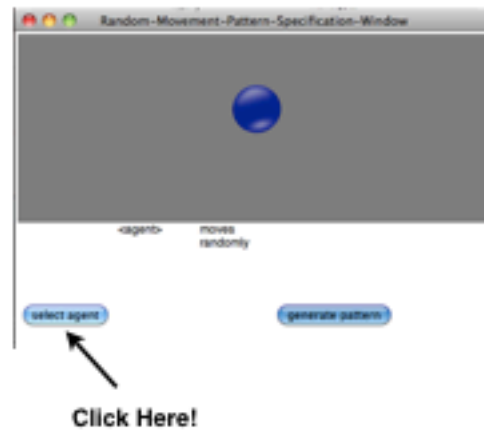 Random-Movement-Pattern-Specification-Window
<agent> moves
randomly
select agent generate pattern
Click Here!